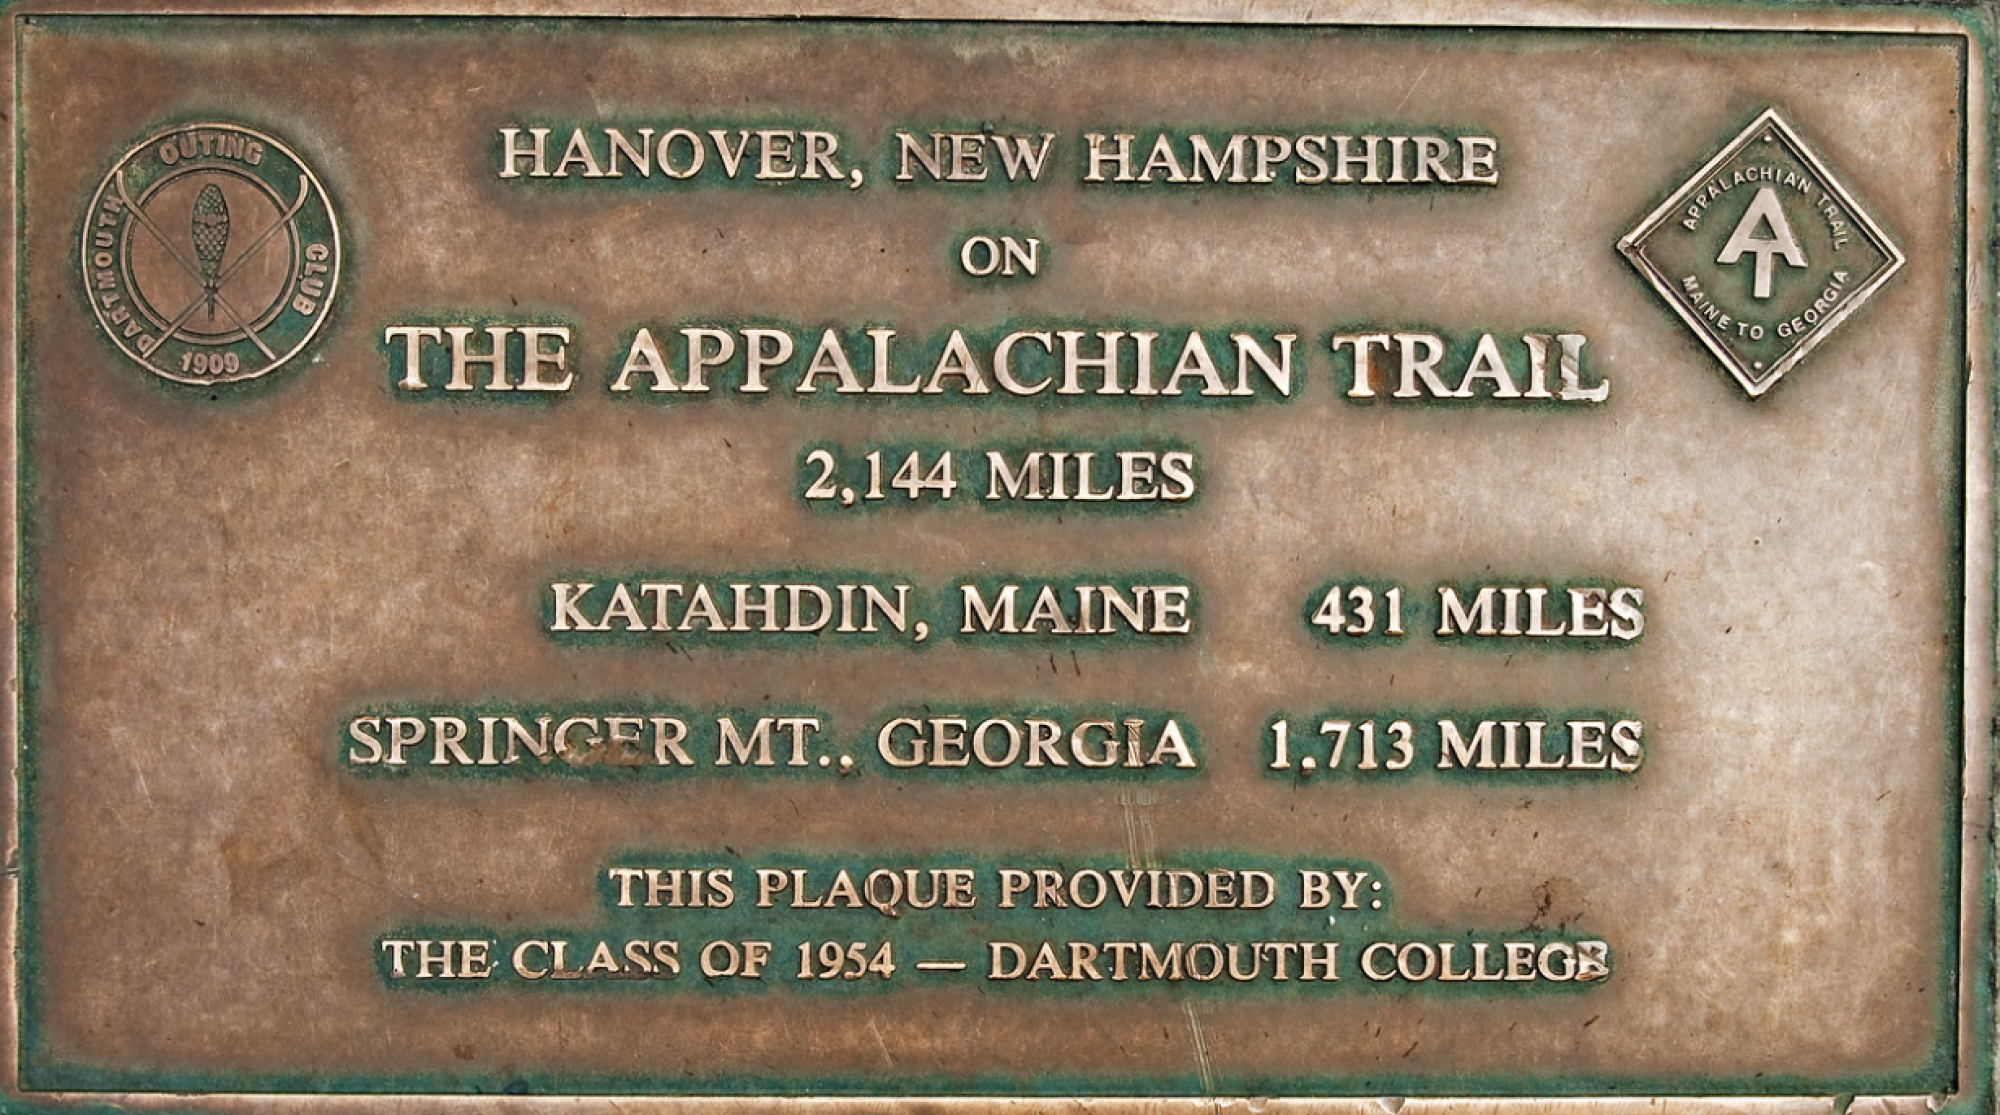 HANOVER, NEW HAMPSHIRE
ON
THE APPALACHIAN TRAIL
2,144 MILES
KATAHDIN, MAINE 431 MILES
SPRINGER MT., GEORGIA 1,713 MILES
THIS PLAQUE PROVIDED BY:
THE CLASS OF 1954 — DARTMOUTH COLLEGE
DARTMOUTH OUTING CLUB
1909
APPALACHIAN TRAIL
AT
MAINE TO GEORGIA